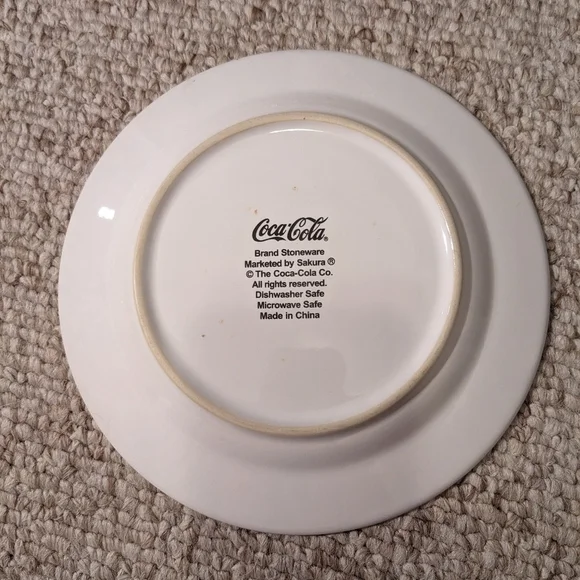 Coca-Cola®
Brand Stoneware
Marketed by Sakura ®
© The Coca-Cola Co.
All rights reserved.
Dishwasher Safe
Microwave Safe
Made in China